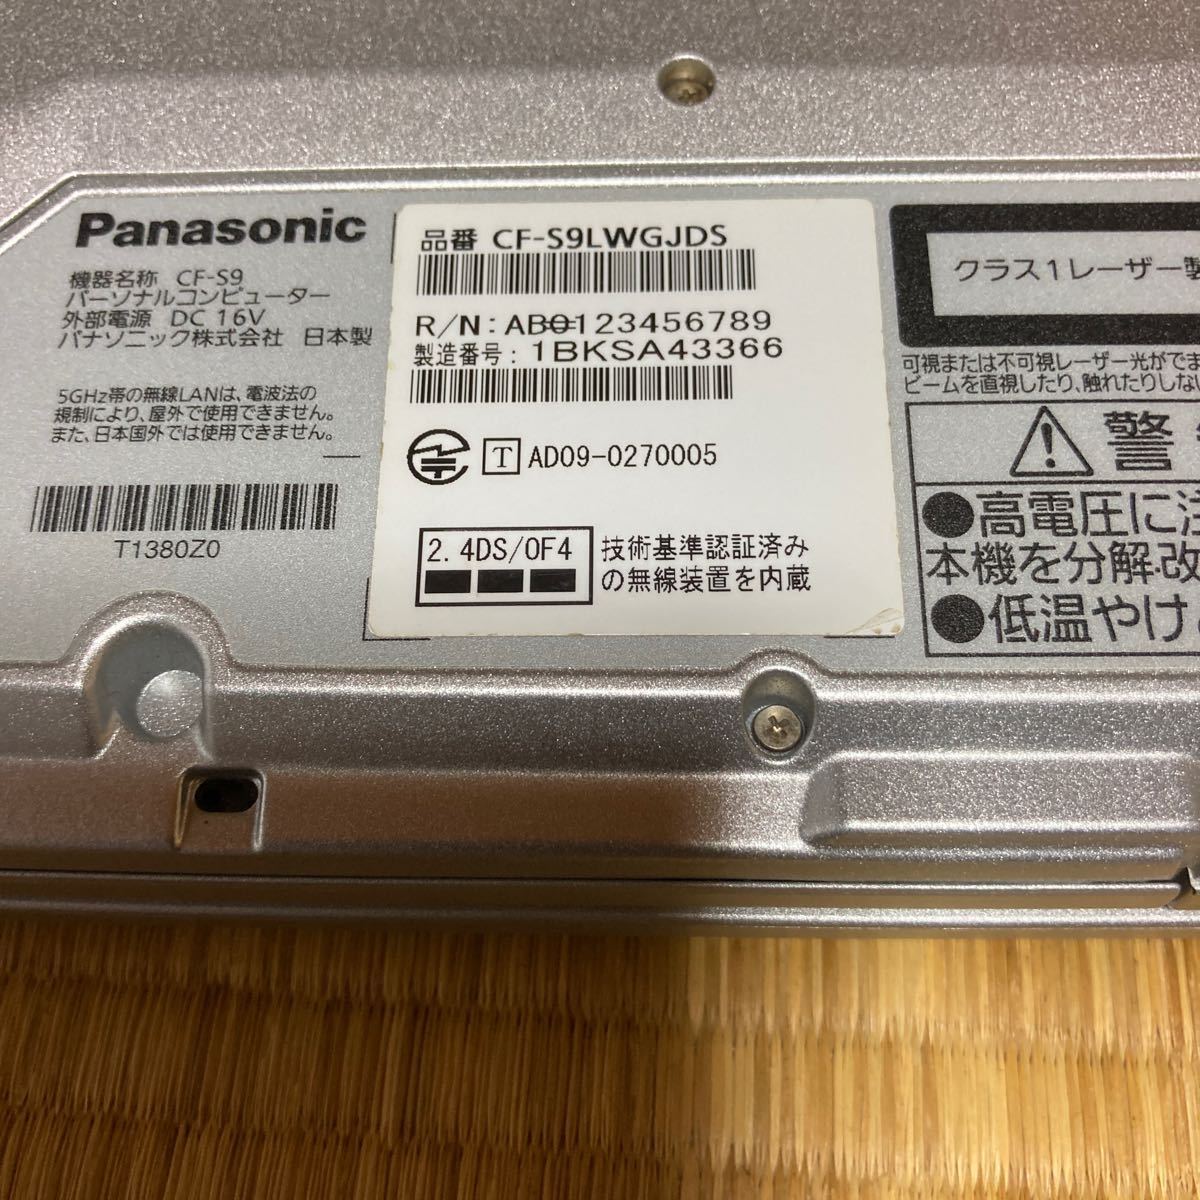 Panasonic
機器名称 CF-S9
パーソナルコンピューター
外部電源 DC 16V
パナソニック株式会社 日本製
5GHz帯の無線LANは、電波法の
規制により、屋外で使用できません。
また、日本国外では使用できません。
T1380Z0
品番 CF-S9LWGJDS
R/N: AB0123456789
製造番号: 1BKSA43366
T AD09-0270005
2.4DS/OF4
技術基準認証済み
の無線装置を内蔵
クラス1レーザー製
可視または不可視レーザー光がでま
ビームを直視したり、触れたりしない
警
●高電圧に注
本機を分解・改
●低温やけ